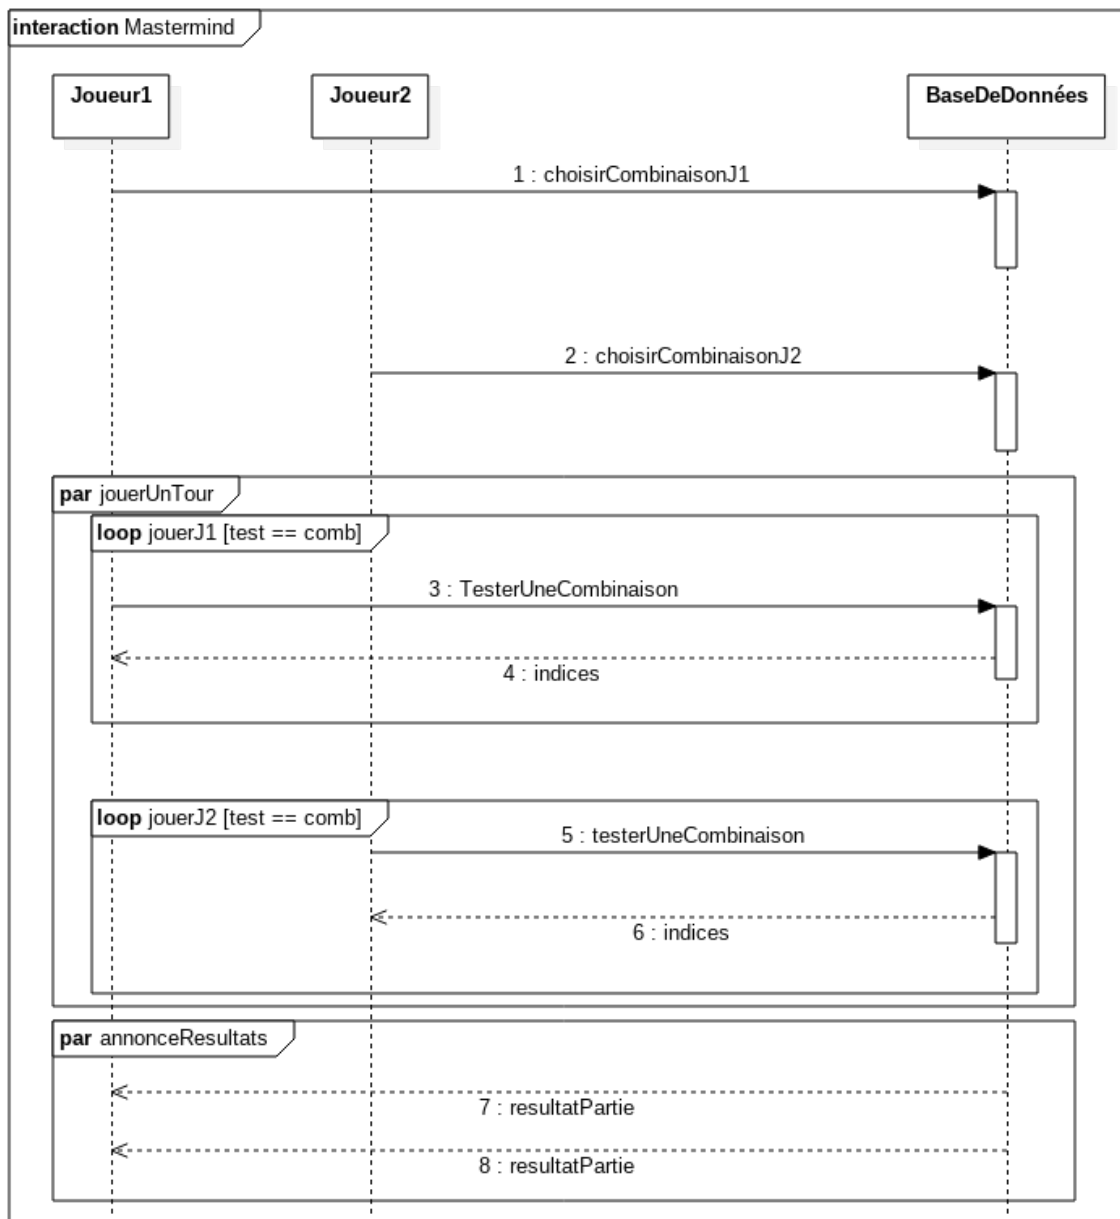 interaction Mastermind
Joueur1
Joueur2
BaseDeDonnées
1 : choisirCombinaisonJ1
2 : choisirCombinaisonJ2
par jouerUnTour
loop jouerJ1 [test == comb]
3 : TesterUneCombinaison
4 : indices
loop jouerJ2 [test == comb]
5 : testerUneCombinaison
6 : indices
par annonceResultats
7 : resultatPartie
8 : resultatPartie